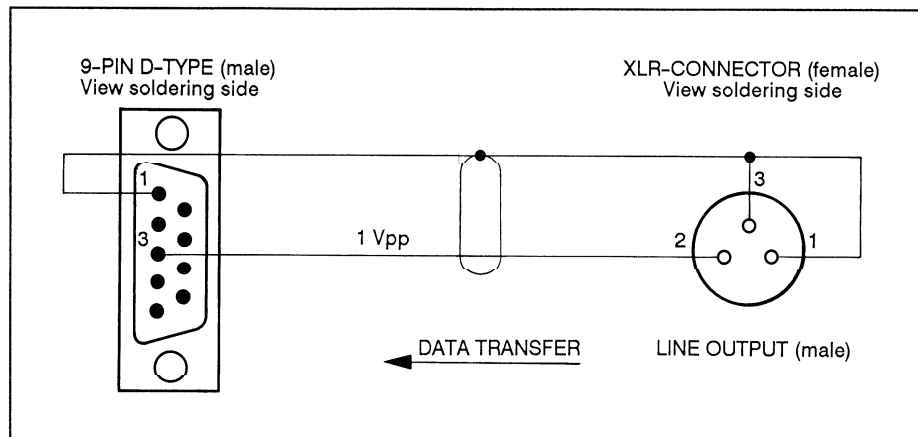 9-PIN D-TYPE (male)
View soldering side
XLR-CONNECTOR (female)
View soldering side
1
3
3
1 Vpp
2
1
DATA TRANSFER
LINE OUTPUT (male)